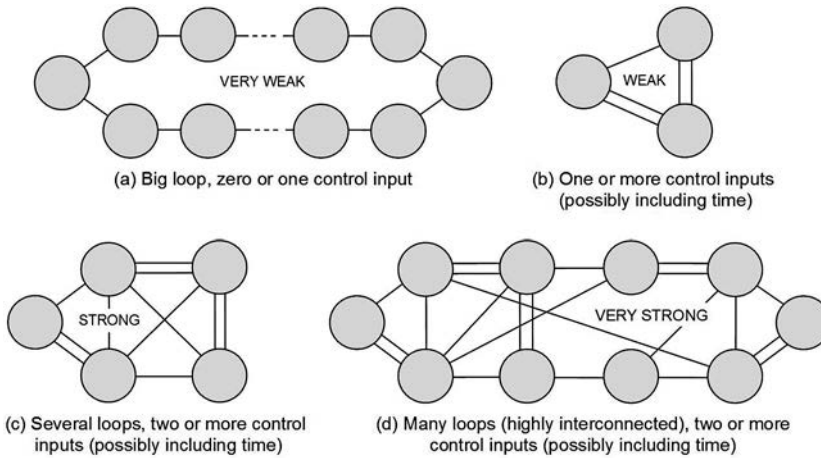 VERY WEAK
WEAK
(a) Big loop, zero or one control input
(b) One or more control inputs
(possibly including time)
STRONG
VERY STRONG
(c) Several loops, two or more control
inputs (possibly including time)
(d) Many loops (highly interconnected), two or more
control inputs (possibly including time)